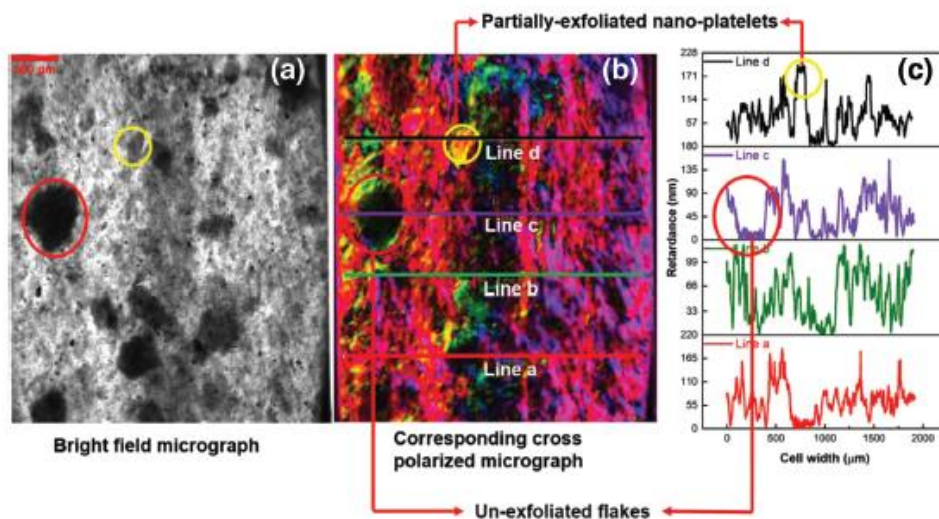 Partially-exfoliated nano-platelets
(a)
(b)
(c)
Line d
Line c
Line b
Line a
Bright field micrograph
Corresponding cross
polarized micrograph
Un-exfoliated flakes
Retardance (nm)
228
Line d
171
114
57
180
Line c
135
90
45
0
99
66
33
220
Line a
165
110
55
0
0
500
1000
1500
2000
Cell width (μm)